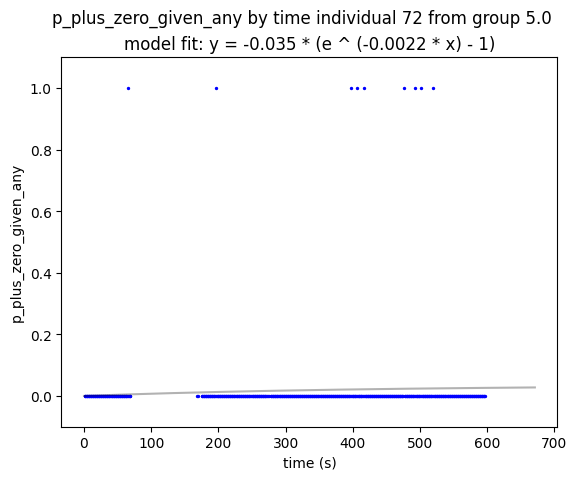 p_plus_zero_given_any by time individual 72 from group 5.0
model fit: y = -0.035 * (e ^ (-0.0022 * x) - 1)
p_plus_zero_given_any
1.0
0.8
0.6
0.4
0.2
0.0
0 100 200 300 400 500 600 700
time (s)